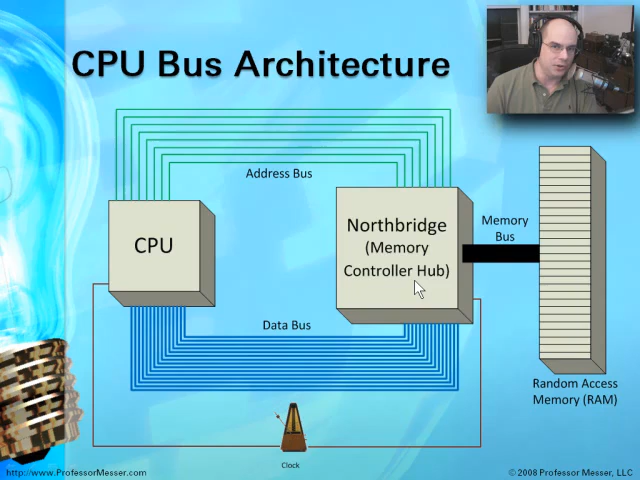 CPU Bus Architecture
Address Bus
CPU
Northbridge
(Memory
Controller Hub)
Memory
Bus
Data Bus
Random Access
Memory (RAM)
Clock
http://www.ProfessorMesser.com
© 2008 Professor Messer, LLC